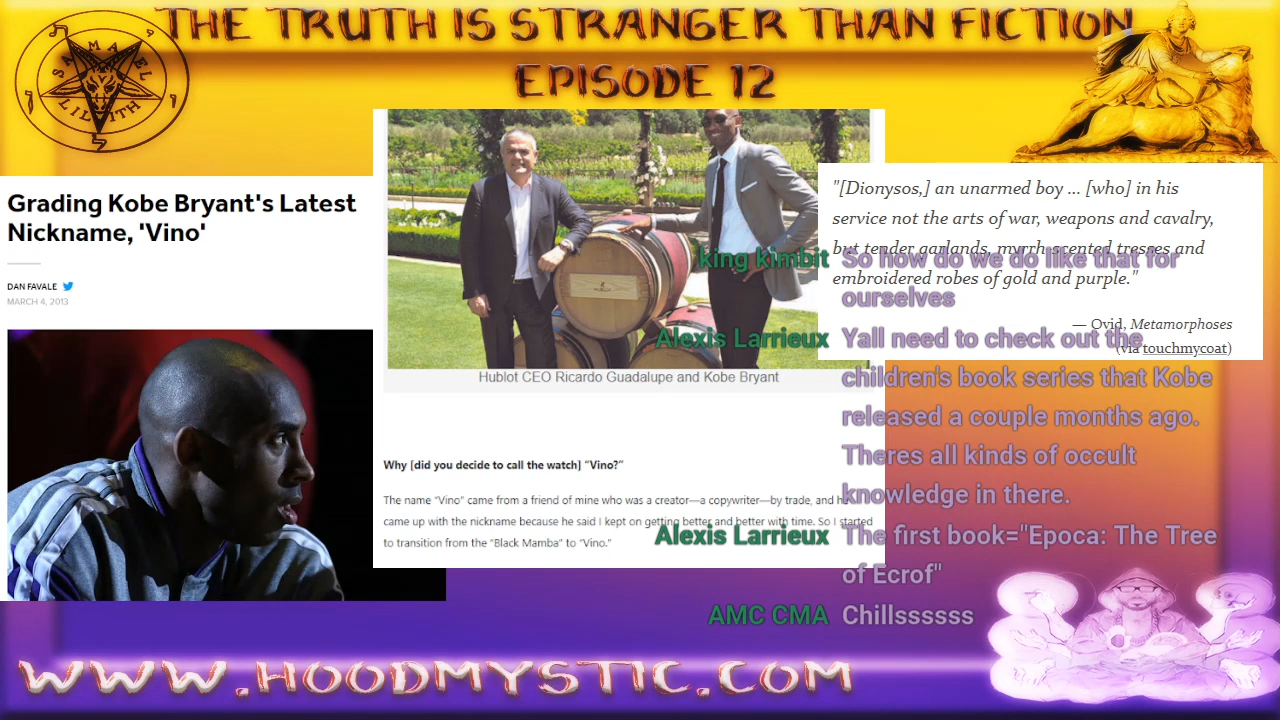 THE TRUTH IS STRANGER THAN FICTION
EPISODE 12
SAMAEL
LILITH
Grading Kobe Bryant's Latest
Nickname, 'Vino'
DAN FAVALE
MARCH 4, 2013
Hublot CEO Ricardo Guadalupe and Kobe Bryant
Why [did you decide to call the watch] “Vino?”
The name “Vino” came from a friend of mine who was a creator—a copywriter—by trade, and he
came up with the nickname because he said I kept on getting better and better with time. So I started
to transition from the “Black Mamba” to “Vino.”
"[Dionysos,] an unarmed boy ... [who] in his
service not the arts of war, weapons and cavalry,
but tender garlands, myrrh-scented tresses and
embroidered robes of gold and purple."
— Ovid, Metamorphoses
(via touchmycoat)
king kimbit So how do we do like that for
ourselves
Alexis Larrieux Yall need to check out the
children's book series that Kobe
released a couple months ago.
Theres all kinds of occult
knowledge in there.
Alexis Larrieux The first book="Epoca: The Tree
of Ecrof"
AMC CMA Chillssssss
WWW.HOODMYSTIC.COM